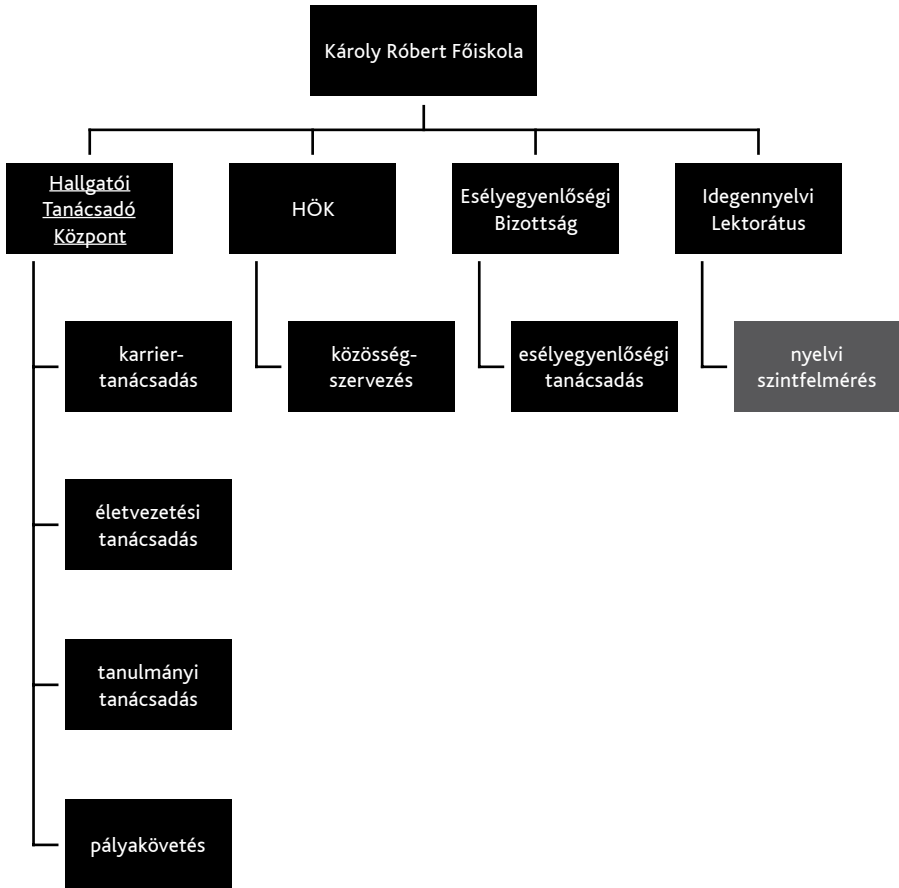 Károly Róbert Főiskola
Hallgatói
Tanácsadó
Központ
HÖK
Esélyegyenlőségi
Bizottság
Idegennyelvi
Lektorátus
karrier-
tanácsadás
közösség-
szervezés
esélyegyenlőségi
tanácsadás
nyelvi
szintfelmérés
életvezetési
tanácsadás
tanulmányi
tanácsadás
pályakövetés